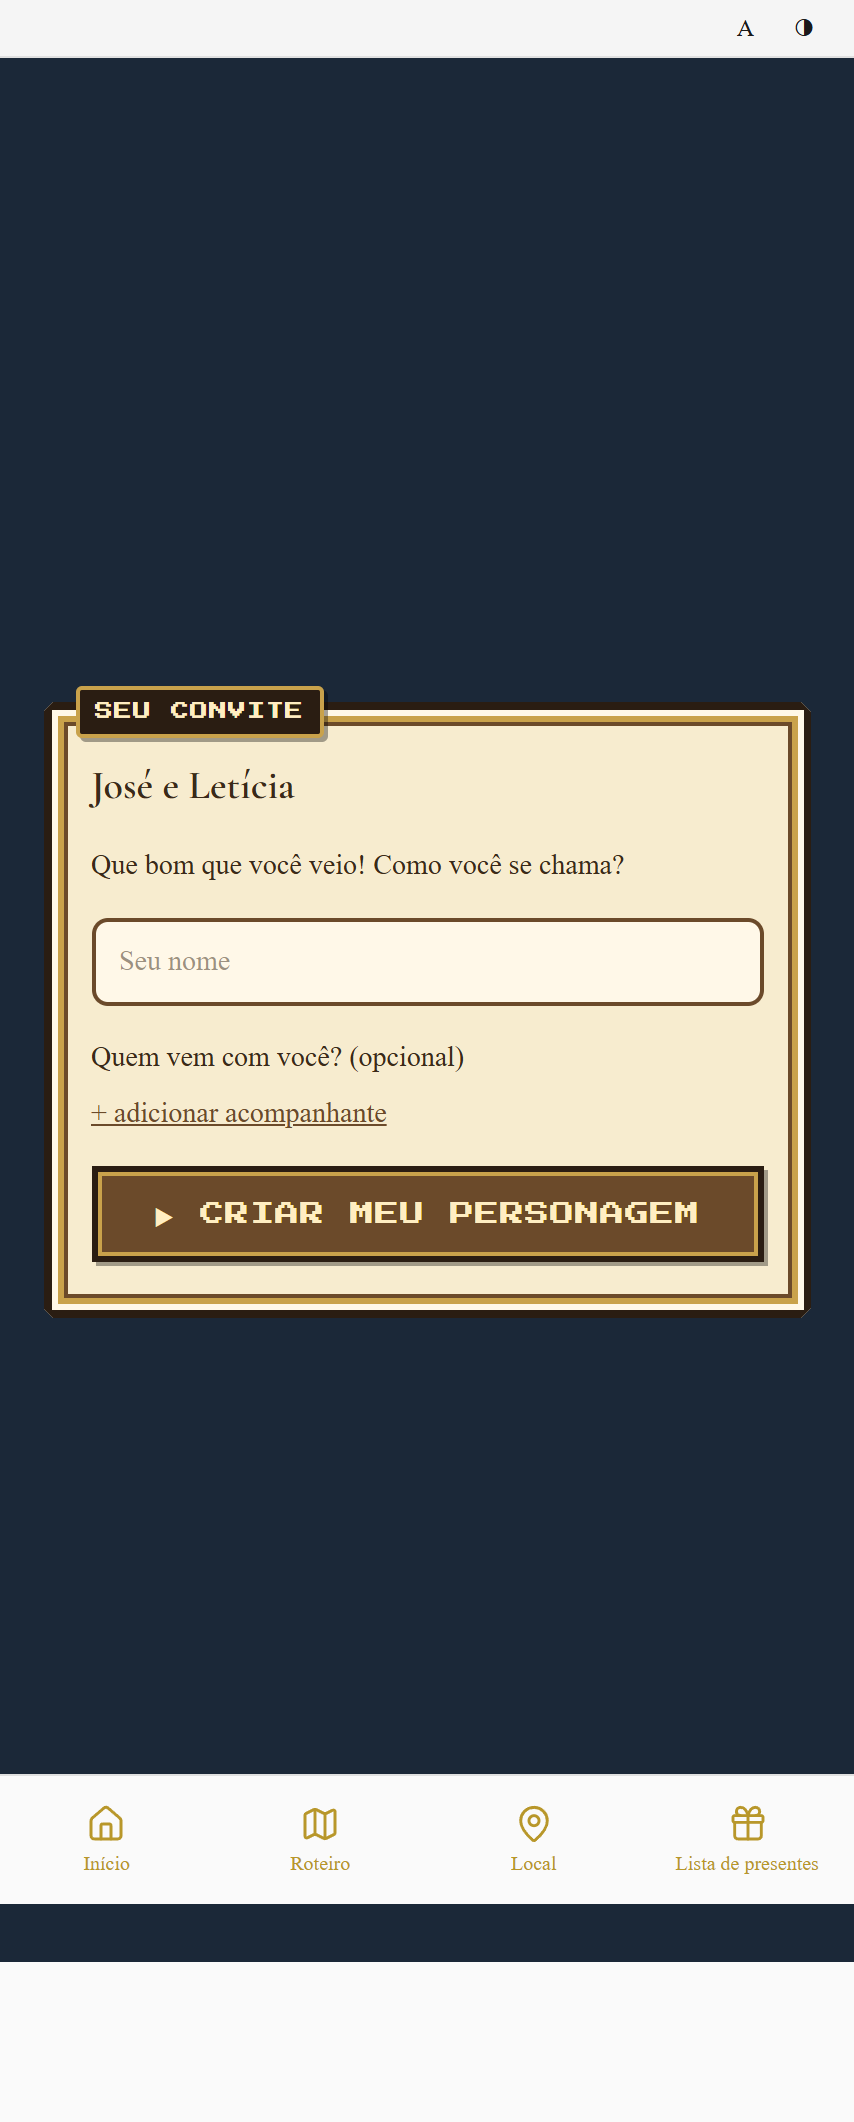 A
SEU CONVITE
José e Letícia
Que bom que você veio! Como você se chama?
Seu nome
Quem vem com você? (opcional)
+ adicionar acompanhante
▶ CRIAR MEU PERSONAGEM
Início
Roteiro
Local
Lista de presentes